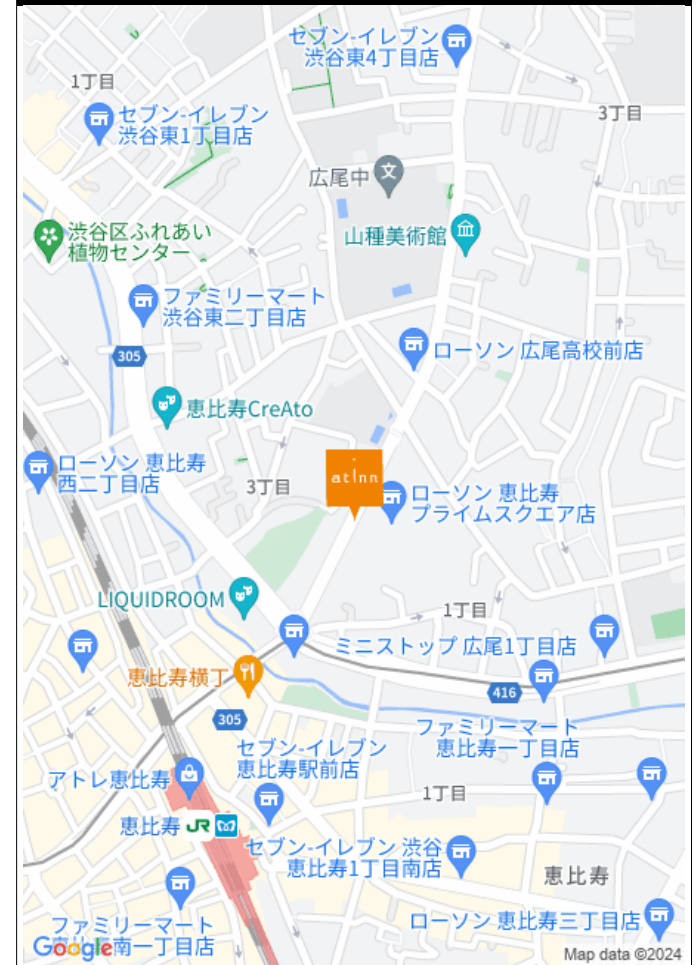 セブン-イレブン
渋谷東4丁目店
1丁目
セブン-イレブン
渋谷東1丁目店
3丁目
広尾中
文
渋谷区ふれあい
植物センター
山種美術館
ファミリーマート
渋谷東二丁目店
305
ローソン 広尾高校前店
恵比寿CreAto
ローソン 恵比寿
西二丁目店
3丁目
atInn
ローソン 恵比寿
プライムスクエア店
LIQUIDROOM
1丁目
ミニストップ 広尾1丁目店
恵比寿横丁
416
305
ファミリーマート
恵比寿一丁目店
セブン-イレブン
恵比寿駅前店
アトレ恵比寿
1丁目
恵比寿 JR
セブン-イレブン 渋谷
恵比寿1丁目南店
恵比寿
ファミリーマート
南一丁目店
ローソン 恵比寿三丁目店
Google
Map data ©2024